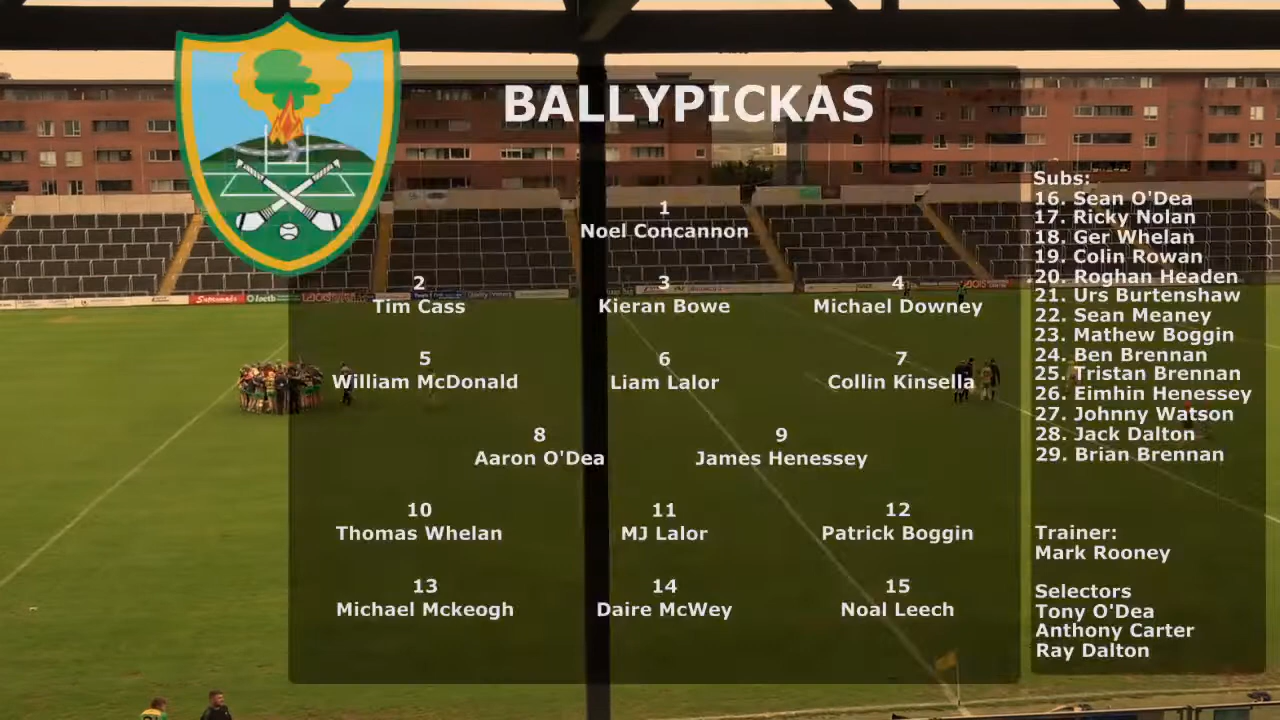 BALLYPICKAS
1
Noel Concannon
2
Tim Cass
3
Kieran Bowe
4
Michael Downey
5
William McDonald
6
Liam Lalor
7
Collin Kinsella
8
Aaron O'Dea
9
James Henessey
10
Thomas Whelan
11
MJ Lalor
12
Patrick Boggin
13
Michael Mckeogh
14
Daire McWey
15
Noal Leech
Subs:
16. Sean O'Dea
17. Ricky Nolan
18. Ger Whelan
19. Colin Rowan
20. Roghan Headen
21. Urs Burtenshaw
22. Sean Meaney
23. Mathew Boggin
24. Ben Brennan
25. Tristan Brennan
26. Eimhin Henessey
27. Johnny Watson
28. Jack Dalton
29. Brian Brennan
Trainer:
Mark Rooney
Selectors
Tony O'Dea
Anthony Carter
Ray Dalton